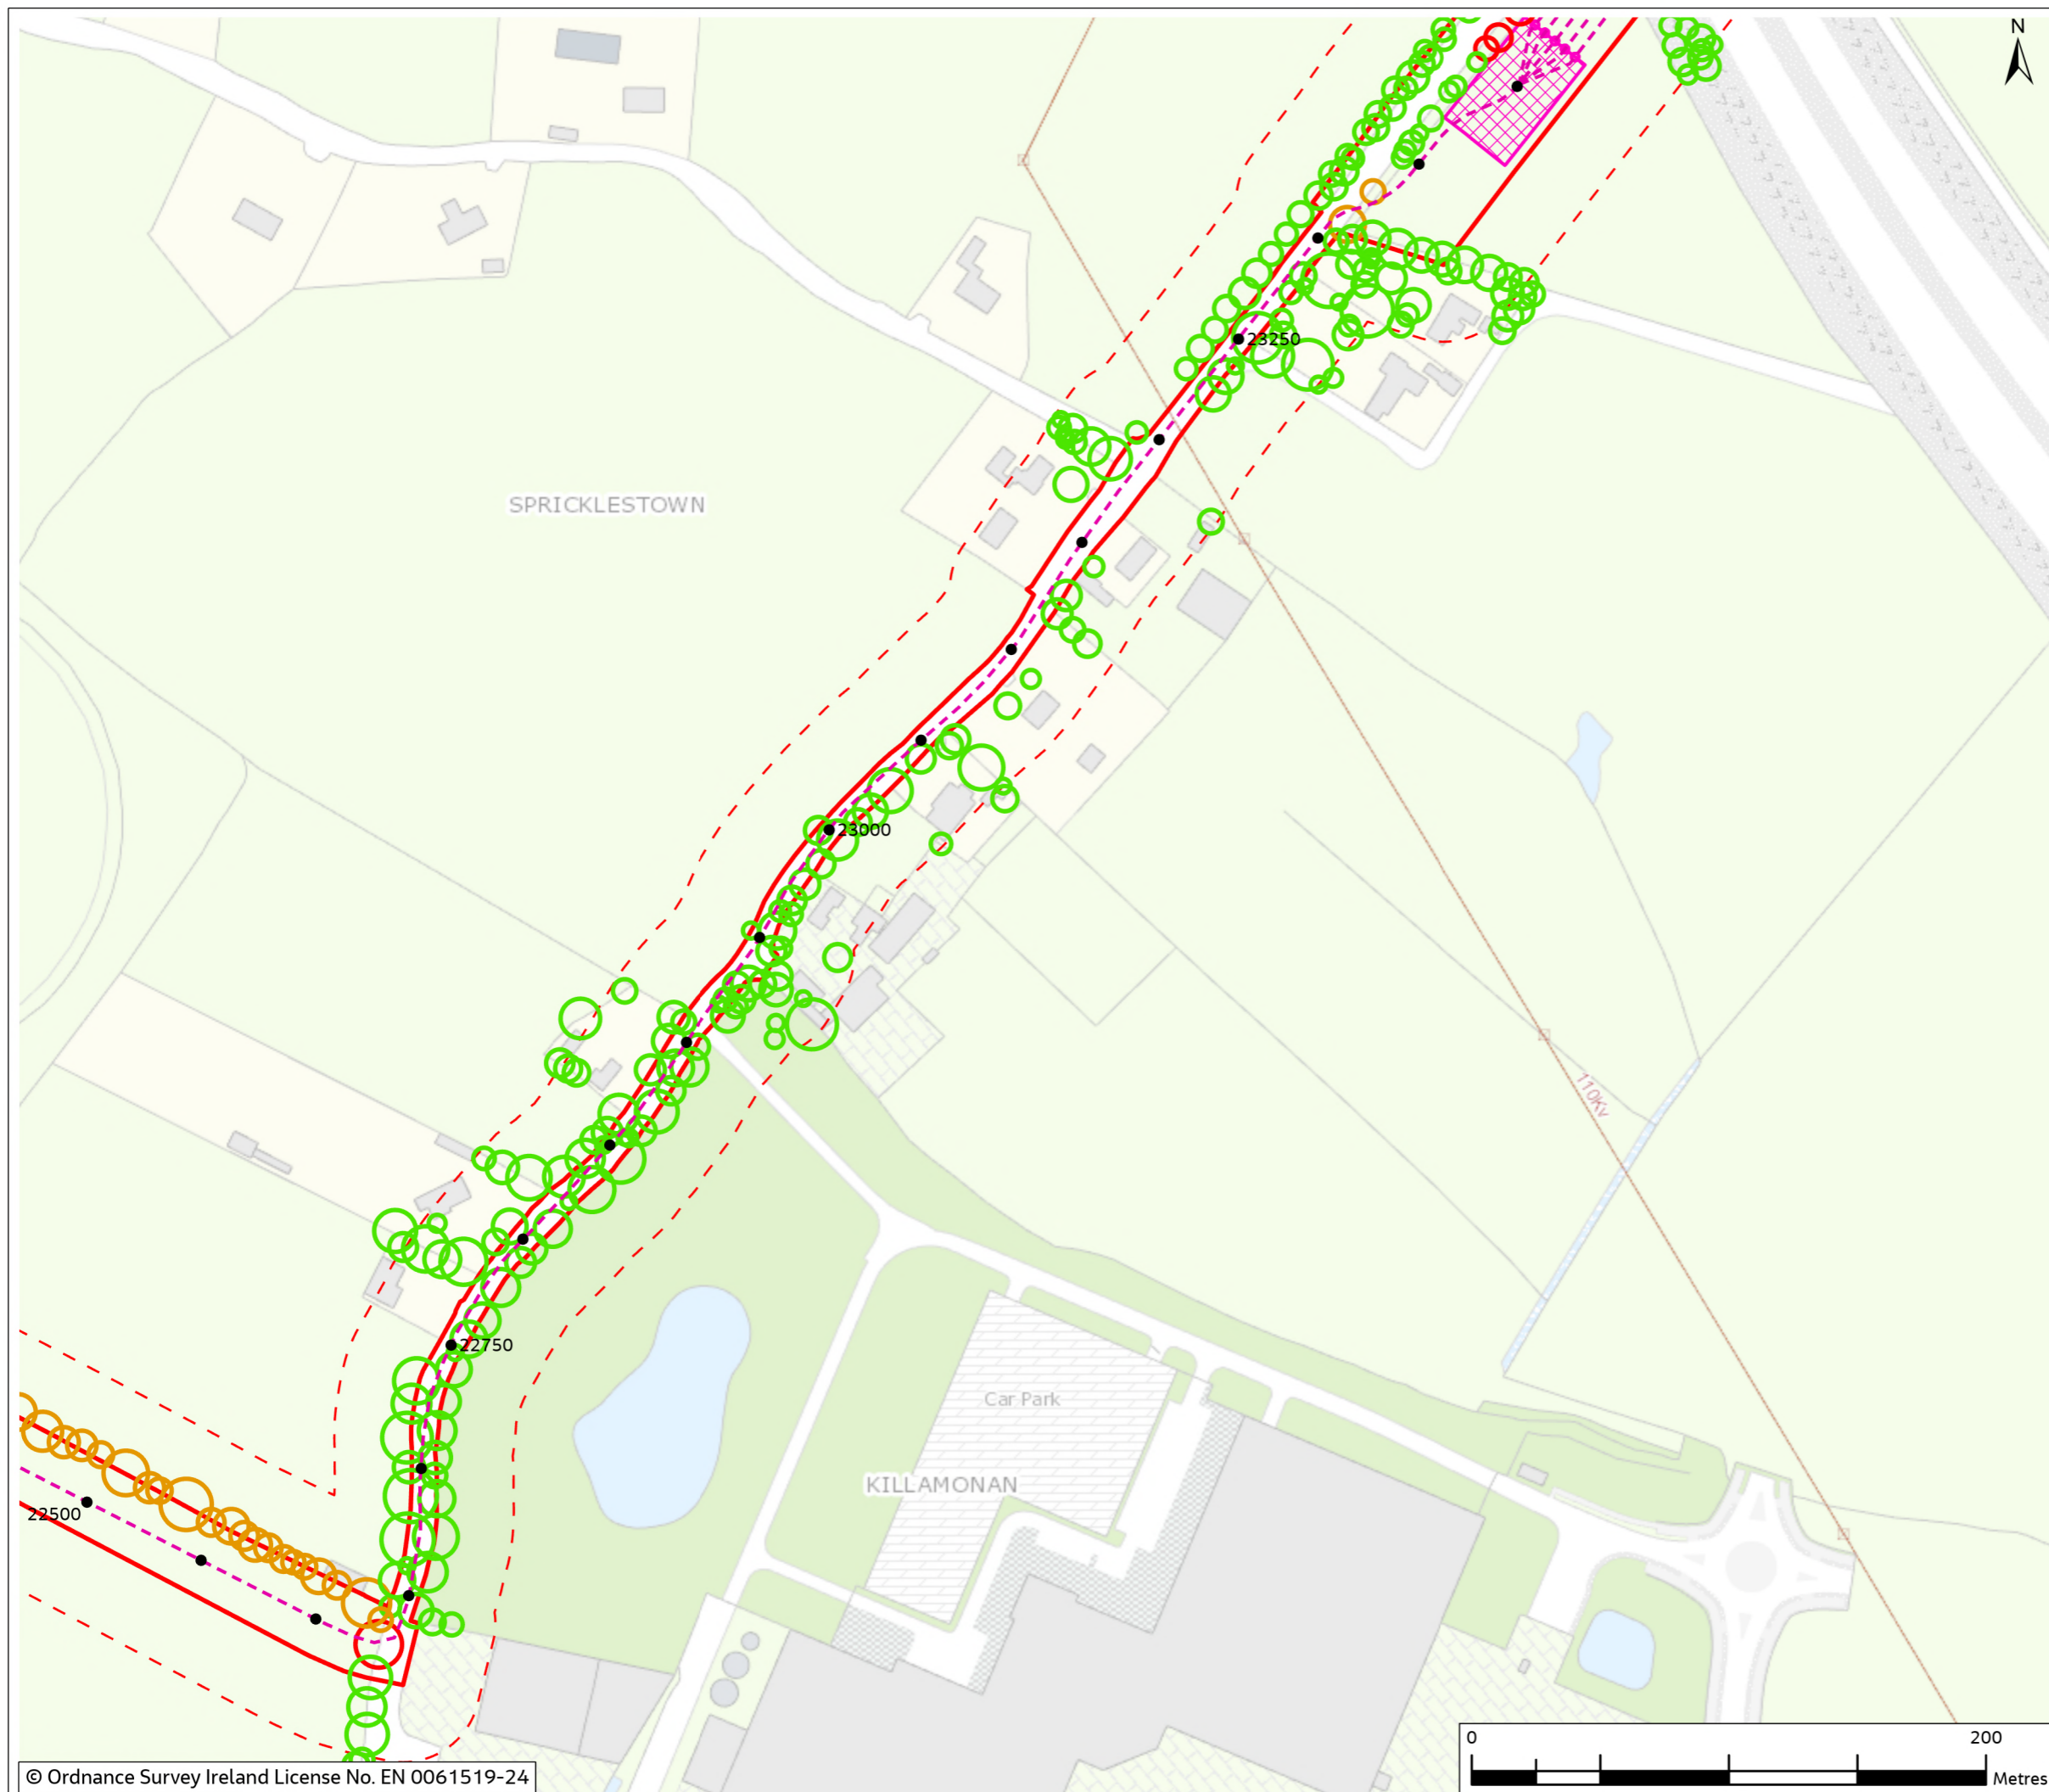 N
23250
SPRICKLESTOWN
23000
110Kv
22750
Car Park
KILLAMONAN
22500
0 200
Metres
© Ordnance Survey Ireland License No. EN 0061519-24